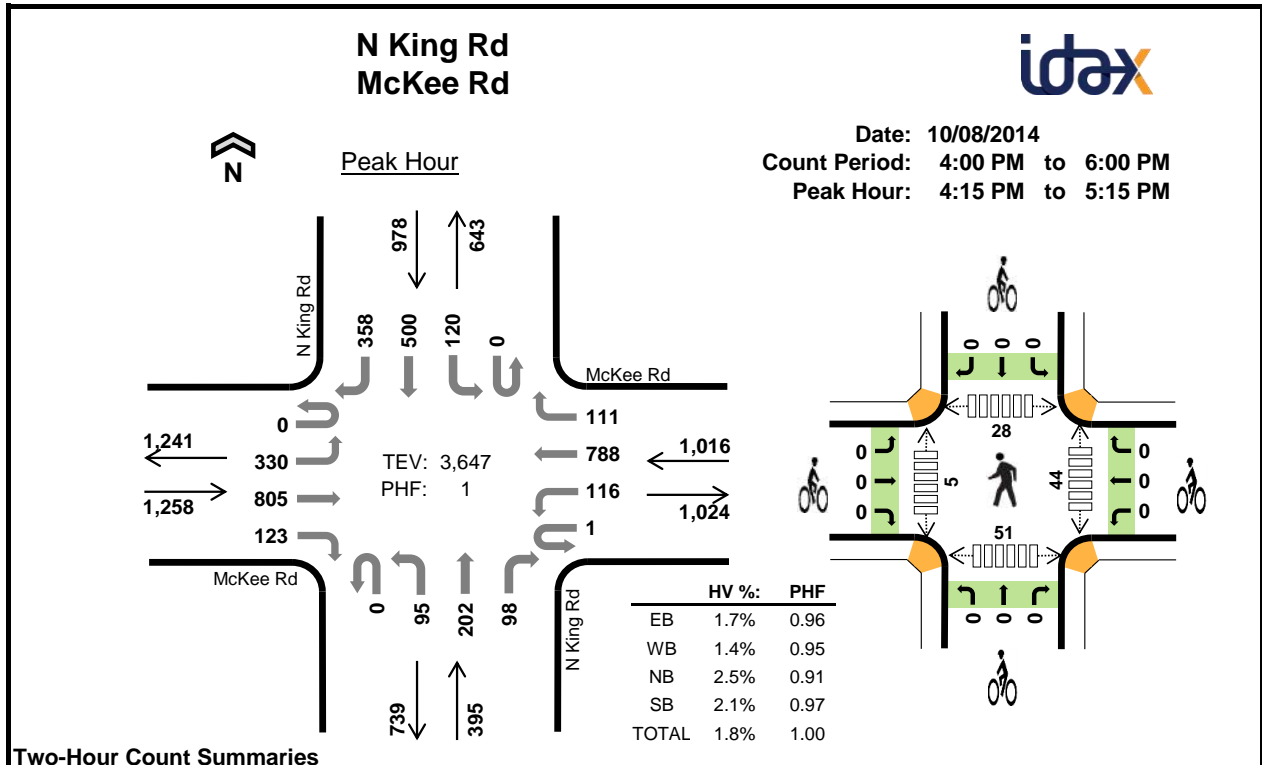 N King Rd
McKee Rd
idax
Date: 10/08/2014
Count Period: 4:00 PM to 6:00 PM
Peak Hour: 4:15 PM to 5:15 PM
N
Peak Hour
978
643
N King Rd
358
500
120
0
McKee Rd
0
330
805
123
1,241
1,258
TEV: 3,647
PHF: 1
111
788
116
1
1,016
1,024
McKee Rd
0
95
202
98
N King Rd
739
395
HV %: PHF
EB 1.7% 0.96
WB 1.4% 0.95
NB 2.5% 0.91
SB 2.1% 0.97
TOTAL 1.8% 1.00
0 0 0
28
0
0
0
5
44
0
0
0
51
0 0 0
Two-Hour Count Summaries